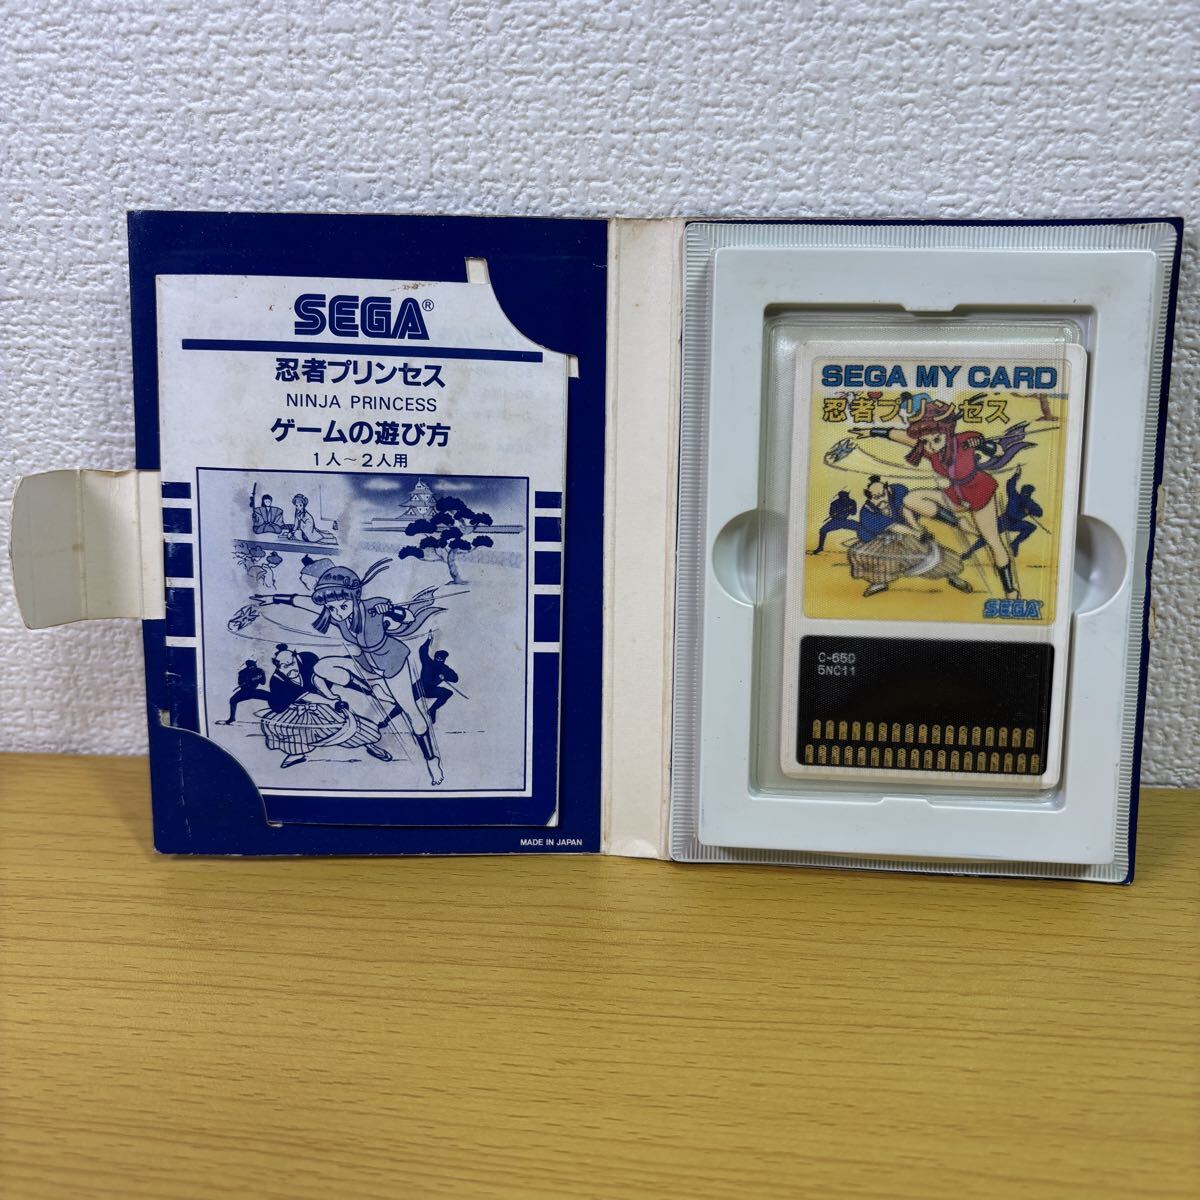 SEGA®
忍者プリンセス
NINJA PRINCESS
ゲームの遊び方
1人～2人用
MADE IN JAPAN
SEGA MY CARD
忍者プリンセス
SEGA
C-65D
5NC11